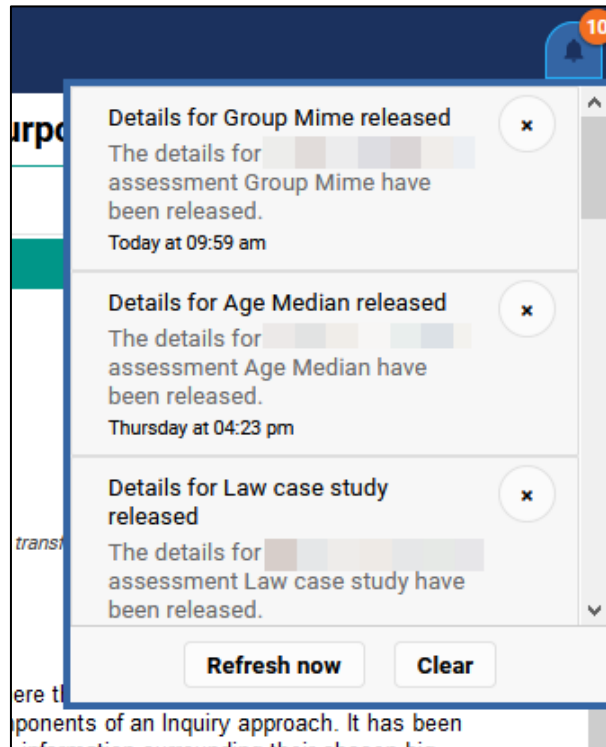 10
urpo
Details for Group Mime released
The details for
assessment Group Mime have
been released.
Today at 09:59 am
Details for Age Median released
The details for
assessment Age Median have
been released.
Thursday at 04:23 pm
Details for Law case study
released
transf
The details for
assessment Law case study have
been released.
Refresh now Clear
ere t
ponents of an Inquiry approach. It has been